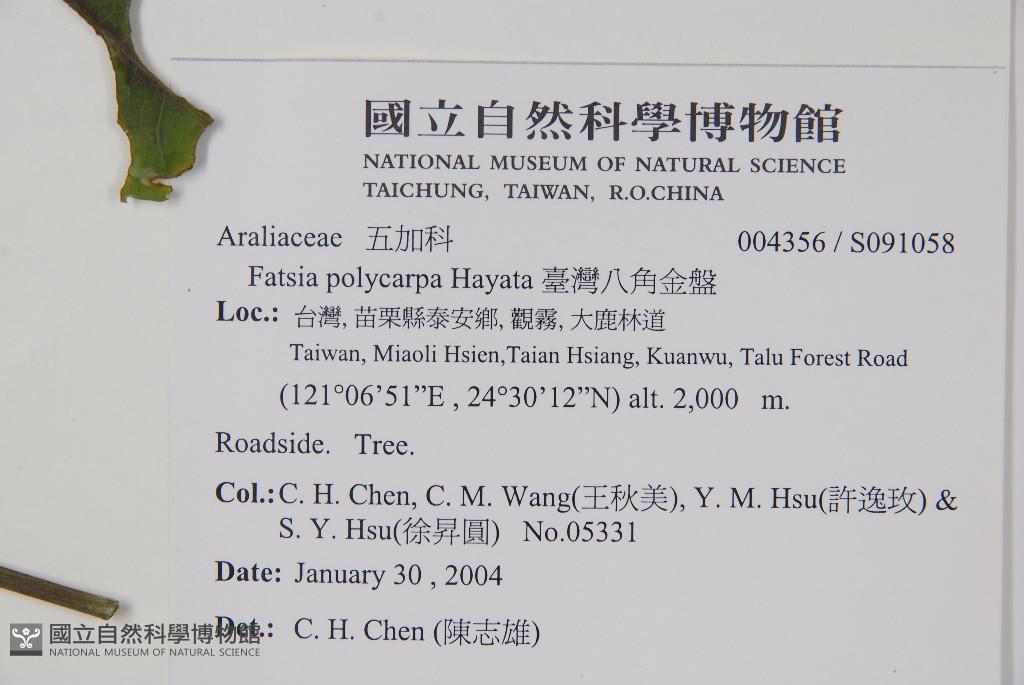 國立自然科學博物館
NATIONAL MUSEUM OF NATURAL SCIENCE
TAICHUNG, TAIWAN, R.O.CHINA
Araliaceae 五加科 004356 / S091058
Fatsia polycarpa Hayata 臺灣八角金盤
Loc.: 台灣, 苗栗縣泰安鄉, 觀霧, 大鹿林道
Taiwan, Miaoli Hsien,Taian Hsiang, Kuanwu, Talu Forest Road
(121°06’51”E , 24°30’12”N) alt. 2,000 m.
Roadside. Tree.
Col.: C. H. Chen, C. M. Wang(王秋美), Y. M. Hsu(許逸玫) &
S. Y. Hsu(徐昇圓) No.05331
Date: January 30 , 2004
Det.: C. H. Chen (陳志雄)
國立自然科學博物館
NATIONAL MUSEUM OF NATURAL SCIENCE